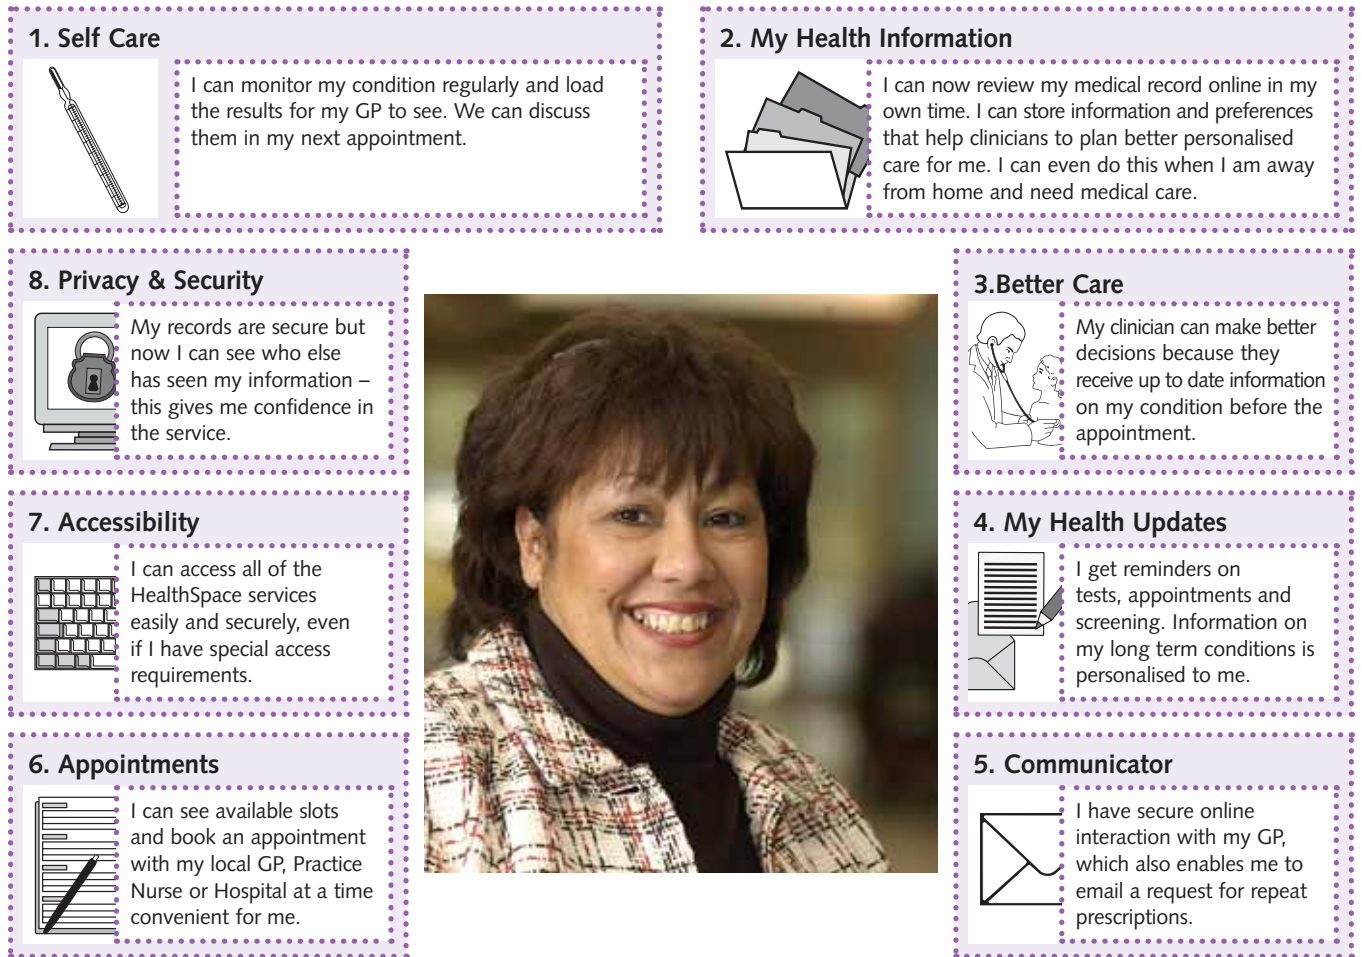 1. Self Care
I can monitor my condition regularly and load
the results for my GP to see. We can discuss
them in my next appointment.
2. My Health Information
I can now review my medical record online in my
own time. I can store information and preferences
that help clinicians to plan better personalised
care for me. I can even do this when I am away
from home and need medical care.
3.Better Care
My clinician can make better
decisions because they
receive up to date information
on my condition before the
appointment.
4. My Health Updates
I get reminders on
tests, appointments and
screening. Information on
my long term conditions is
personalised to me.
5. Communicator
I have secure online
interaction with my GP,
which also enables me to
email a request for repeat
prescriptions.
6. Appointments
I can see available slots
and book an appointment
with my local GP, Practice
Nurse or Hospital at a time
convenient for me.
7. Accessibility
I can access all of the
HealthSpace services
easily and securely, even
if I have special access
requirements.
8. Privacy & Security
My records are secure but
now I can see who else
has seen my information –
this gives me confidence in
the service.